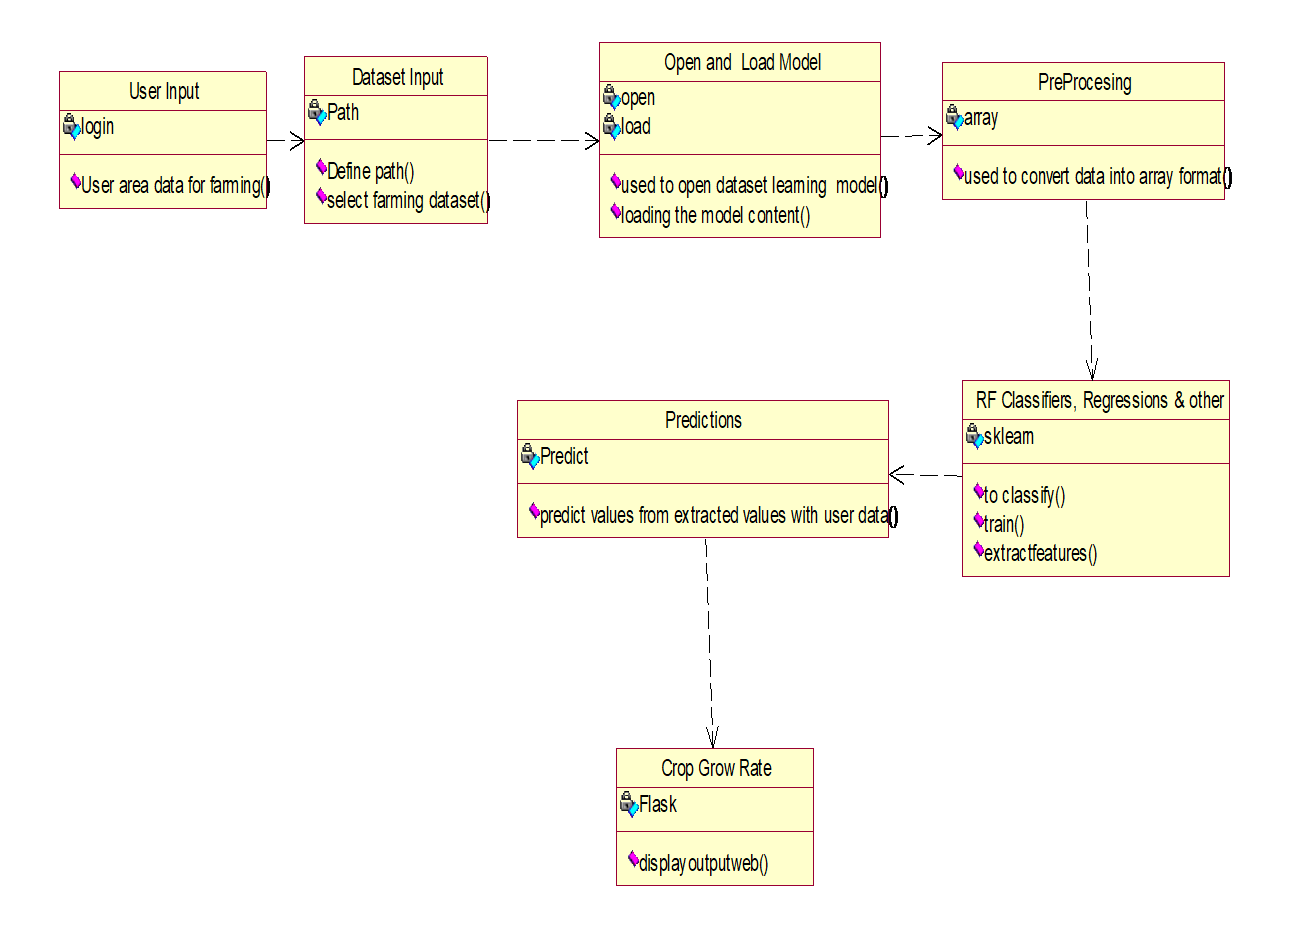 User Input
login
User area data for farming()
Dataset Input
Path
Define path()
select farming dataset()
Open and Load Model
open
load
used to open dataset learning model()
loading the model content()
PreProcesing
array
used to convert data into array format()
RF Classifiers, Regressions & other
sklearn
to classify()
train()
extractfeatures()
Predictions
Predict
predict values from extracted values with user data()
Crop Grow Rate
Flask
displayoutputweb()